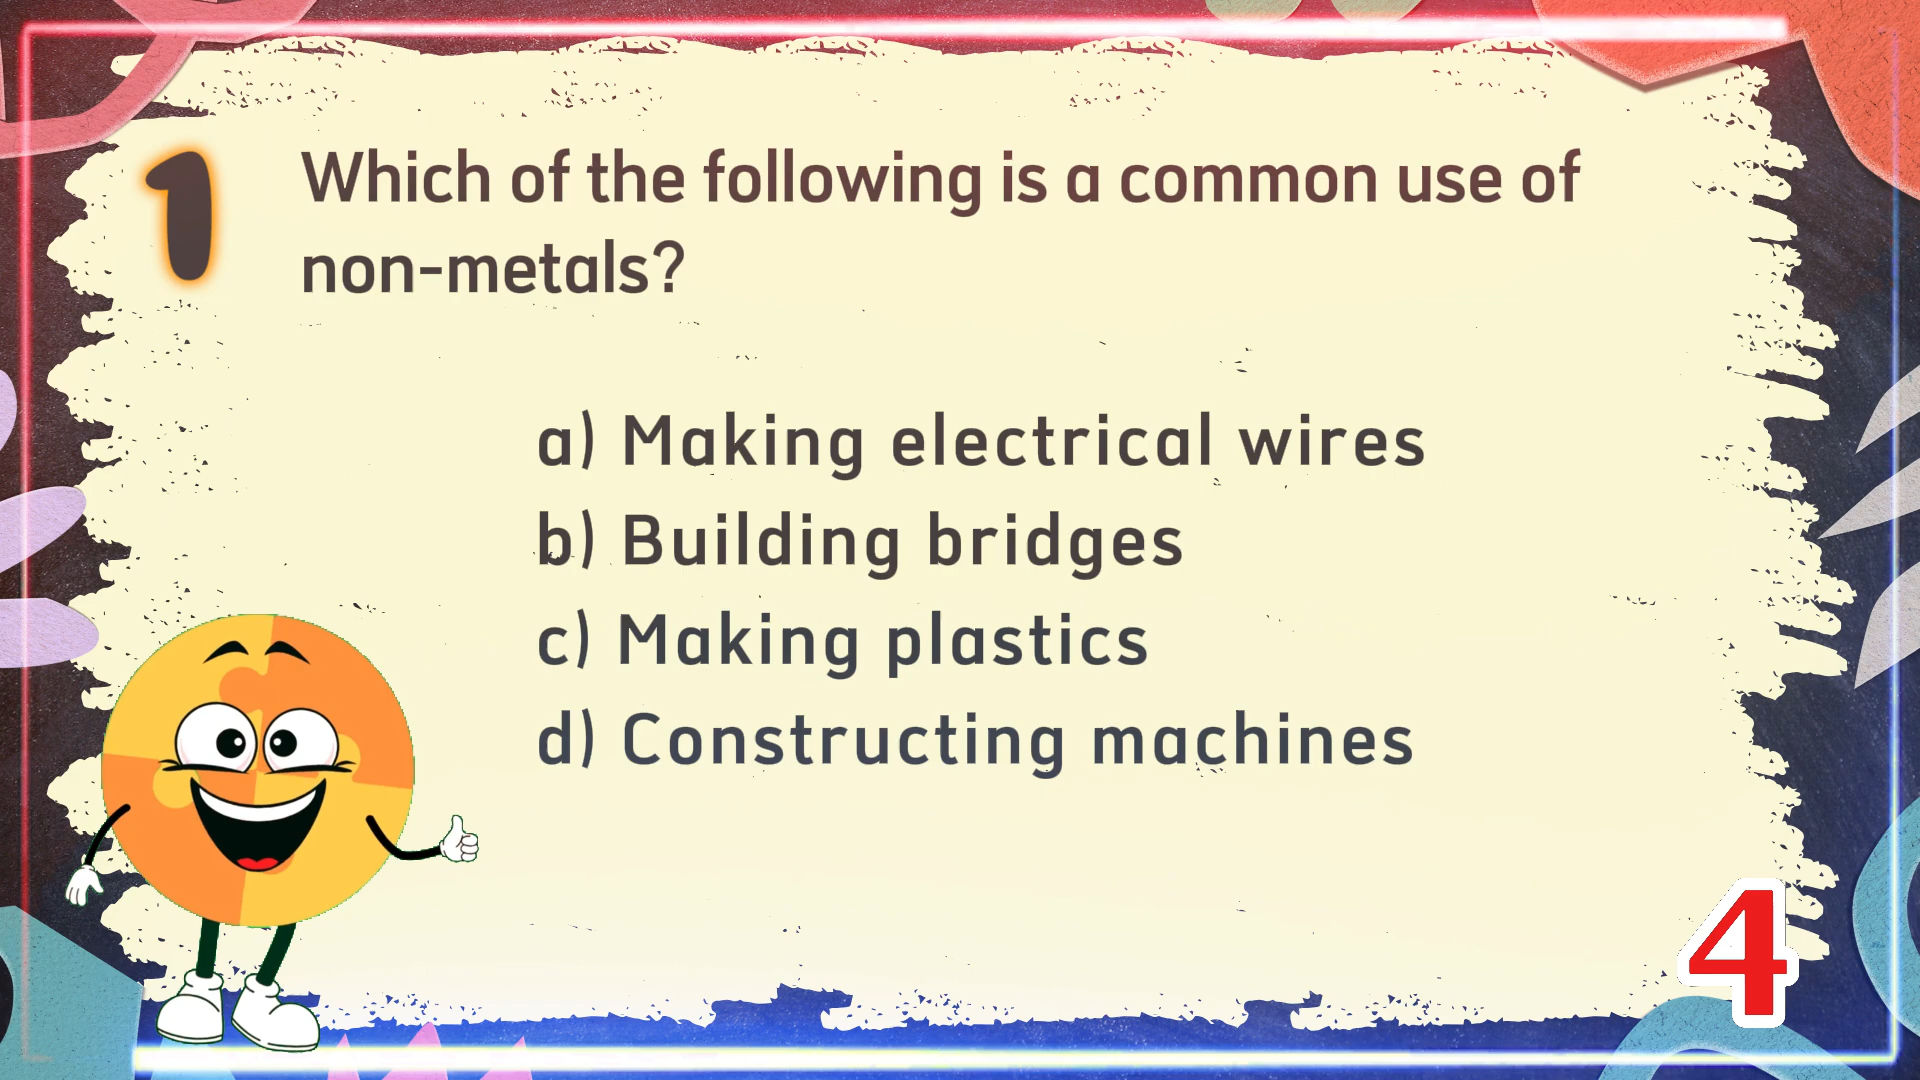 1
Which of the following is a common use of
non-metals?
a) Making electrical wires
b) Building bridges
c) Making plastics
d) Constructing machines
4